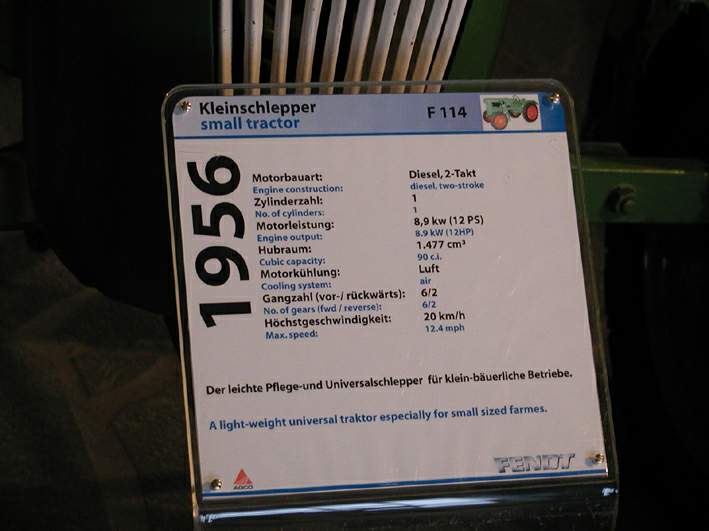 Kleinschlepper F 114
small tractor
1956
Motorbauart: Diesel, 2-Takt
Engine construction: diesel, two-stroke
Zylinderzahl: 1
No. of cylinders: 1
Motorleistung: 8,9 kw (12 PS)
Engine output: 8.9 kW (12HP)
Hubraum: 1.477 cm³
Cubic capacity: 90 c.i.
Motorkühlung: Luft
Cooling system: air
Gangzahl (vor-/ rückwärts): 6/2
No. of gears (fwd / reverse): 6/2
Höchstgeschwindigkeit: 20 km/h
Max. speed: 12.4 mph
Der leichte Pflege-und Universalschlepper für klein-bäuerliche Betriebe.
A light-weight universal traktor especially for small sized farmes.
AGCO FENDT